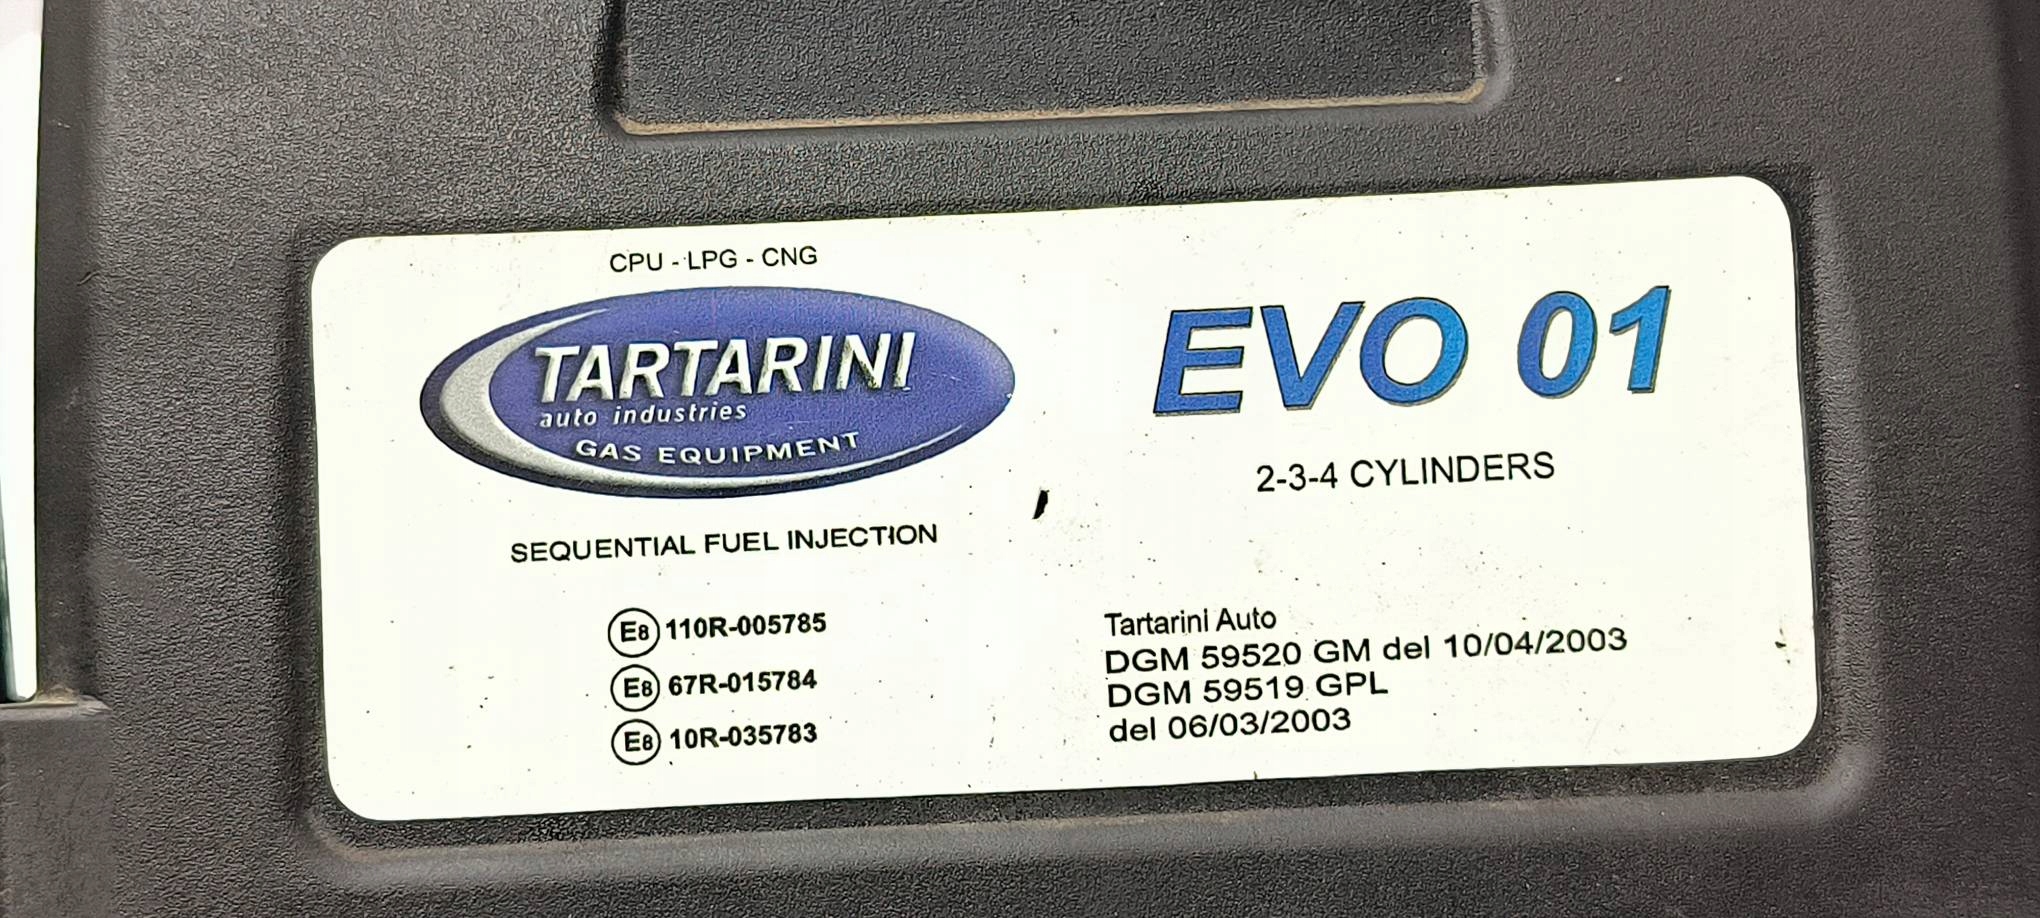 CPU - LPG - CNG
TARTARINI
auto industries
GAS EQUIPMENT
SEQUENTIAL FUEL INJECTION
E8 110R-005785
E8 67R-015784
E8 10R-035783
EVO 01
2-3-4 CYLINDERS
Tartarini Auto
DGM 59520 GM del 10/04/2003
DGM 59519 GPL
del 06/03/2003